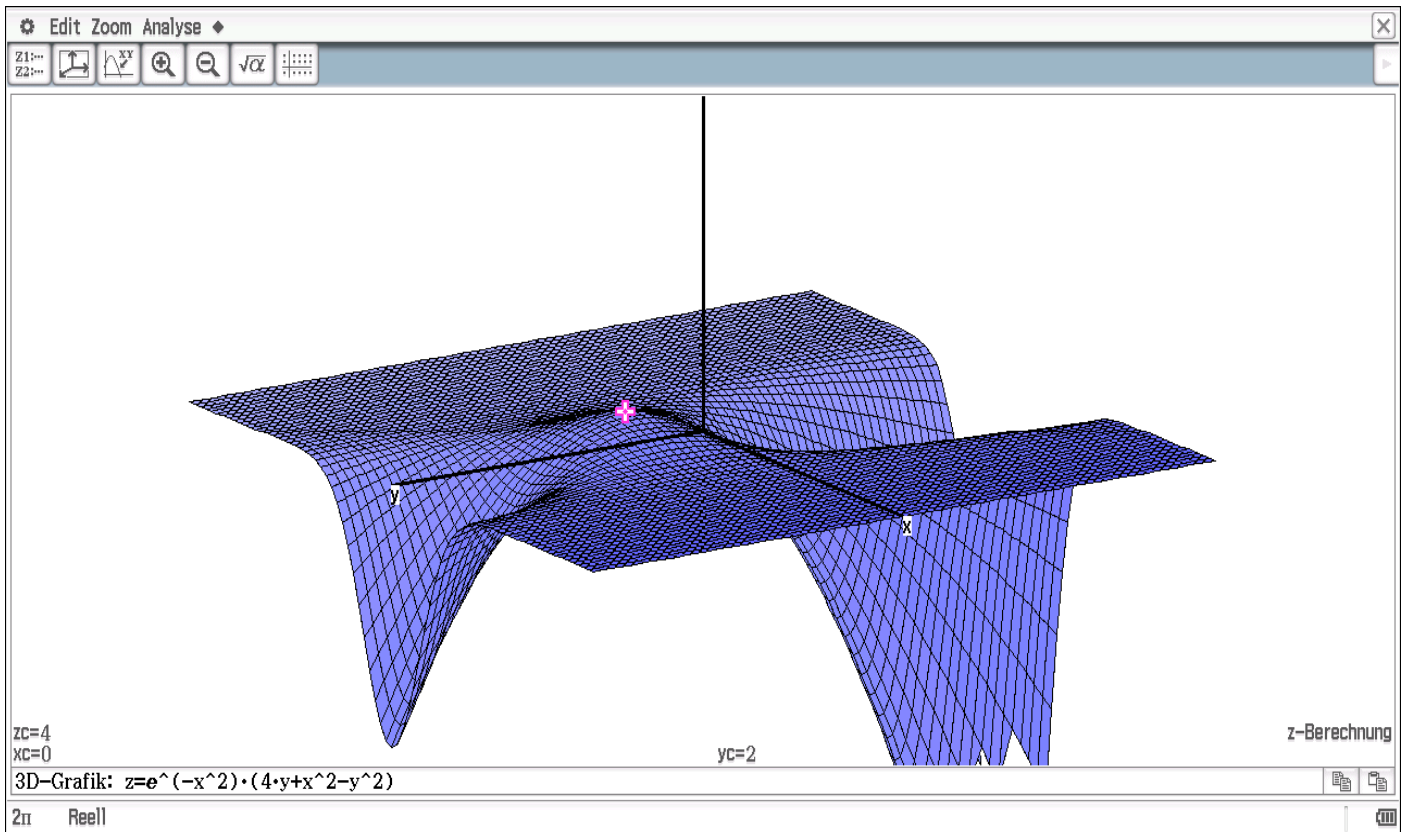 Edit Zoom Analyse ◆
Z1:⋯
Z2:⋯
XY
√α
y
x
zc=4
z-Berechnung
xc=0
yc=2
3D-Grafik: z=e^(-x^2)·(4·y+x^2-y^2)
2π Reell